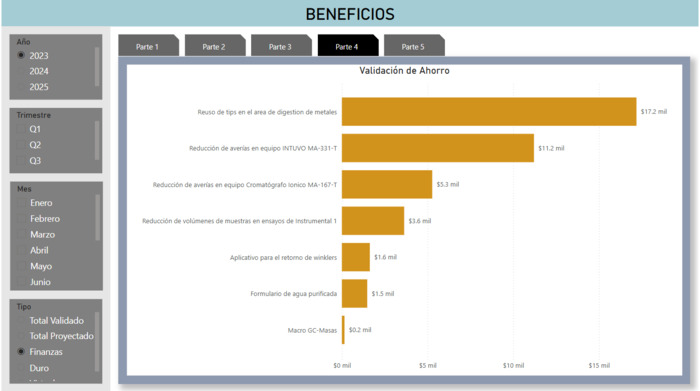 BENEFICIOS
Año
2023
2024
2025
Trimestre
Q1
Q2
Q3
Mes
Enero
Febrero
Marzo
Abril
Mayo
Junio
Tipo
Total Validado
Total Proyectado
Finanzas
Duro
Parte 1
Parte 2
Parte 3
Parte 4
Parte 5
Validación de Ahorro
Reuso de tips en el area de digestion de metales
$17.2 mil
Reducción de averías en equipo INTUVO MA-331-T
$11.2 mil
Reducción de averías en equipo Cromatógrafo Ionico MA-167-T
$5.3 mil
Reducción de volúmenes de muestras en ensayos de Instrumental 1
$3.6 mil
Aplicativo para el retorno de winklers
$1.6 mil
Formulario de agua purificada
$1.5 mil
Macro GC-Masas
$0.2 mil
$0 mil
$5 mil
$10 mil
$15 mil